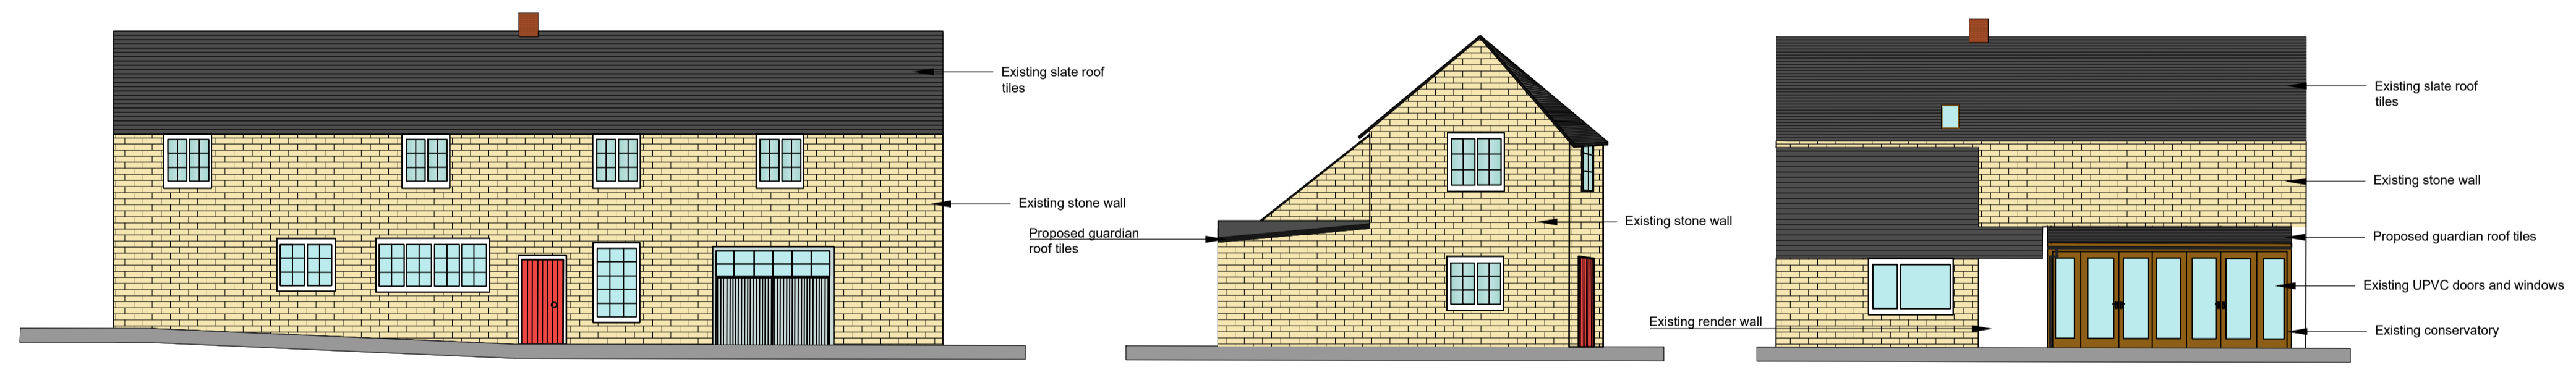 Existing slate roof
tiles
Existing stone wall
Proposed guardian
roof tiles
Existing stone wall
Existing render wall
Existing slate roof
tiles
Existing stone wall
Proposed guardian roof tiles
Existing UPVC doors and windows
Existing conservatory